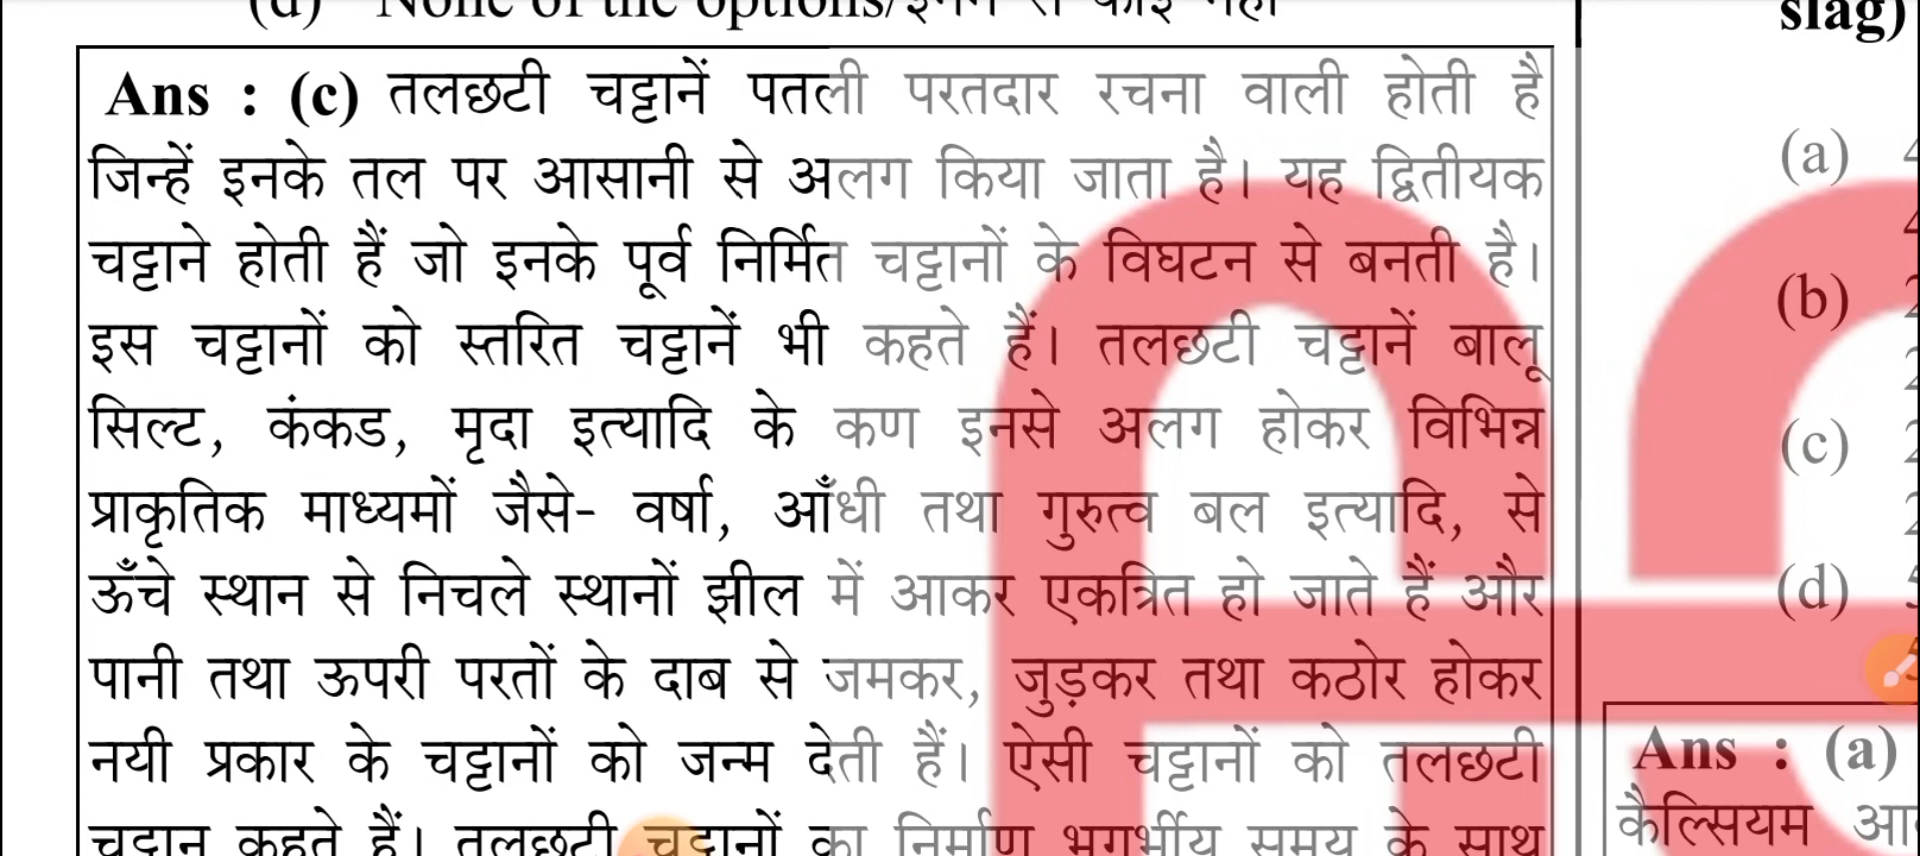 (d) None of the options/इनमें से कोई नहीं
Ans : (c) तलछटी चट्टानें पतली परतदार रचना वाली होती है
जिन्हें इनके तल पर आसानी से अलग किया जाता है। यह द्वितीयक
चट्टाने होती हैं जो इनके पूर्व निर्मित चट्टानों के विघटन से बनती है।
इस चट्टानों को स्तरित चट्टानें भी कहते हैं। तलछटी चट्टानें बालू
सिल्ट, कंकड, मृदा इत्यादि के कण इनसे अलग होकर विभिन्न
प्राकृतिक माध्यमों जैसे- वर्षा, आँधी तथा गुरुत्व बल इत्यादि, से
ऊँचे स्थान से निचले स्थानों झील में आकर एकत्रित हो जाते हैं और
पानी तथा ऊपरी परतों के दाब से जमकर, जुड़कर तथा कठोर होकर
नयी प्रकार के चट्टानों को जन्म देती हैं। ऐसी चट्टानों को तलछटी
चट्टान कहते हैं। तलछटी चट्टानों का निर्माण भूगर्भीय समय के साथ
slag)
(a)
(b)
(c)
(d)
Ans : (a)
कैल्सियम